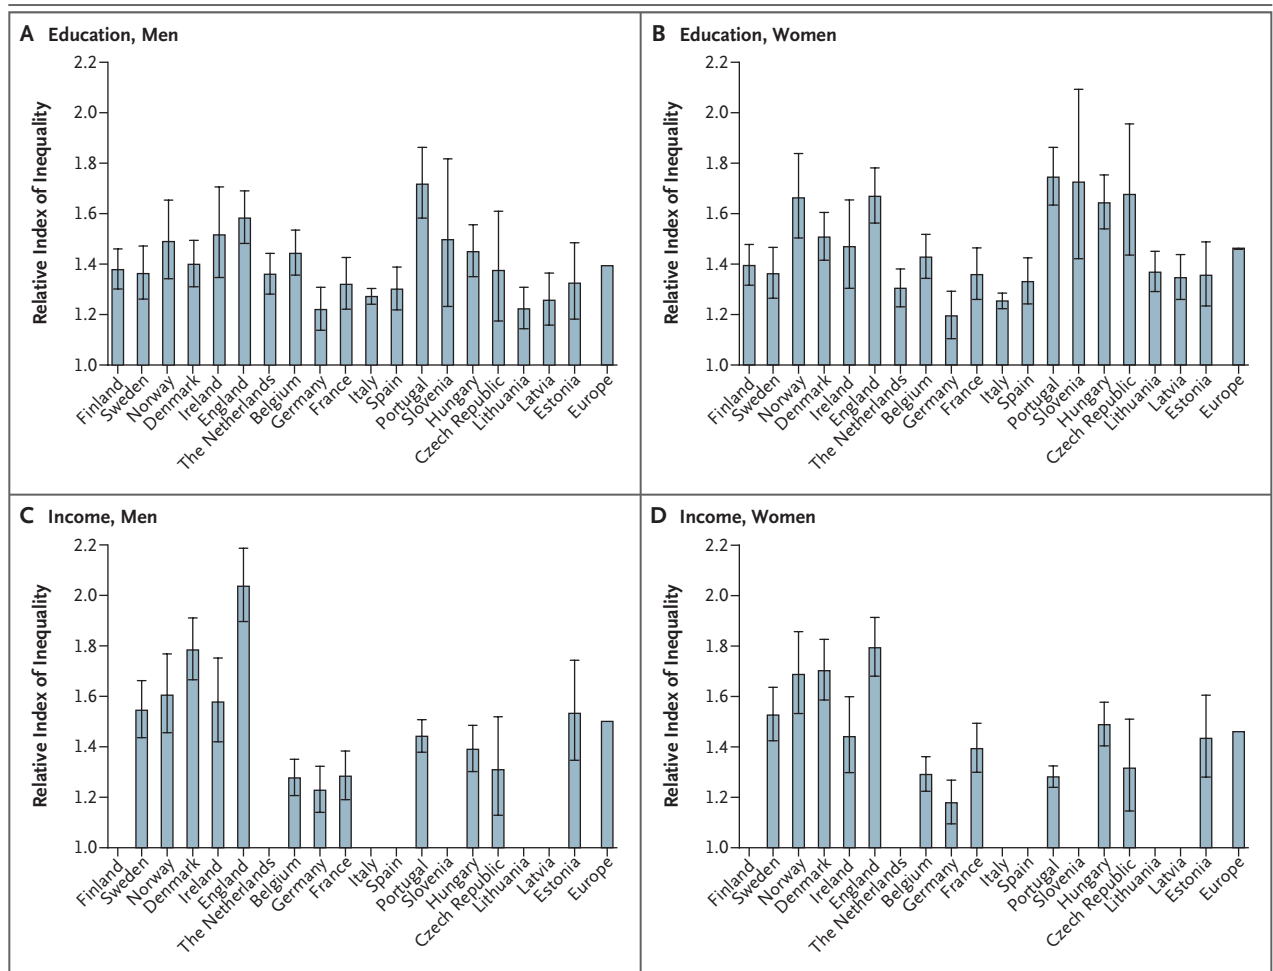 A Education, Men
Relative Index of Inequality
2.2
2.0
1.8
1.6
1.4
1.2
1.0
Finland
Sweden
Norway
Denmark
Ireland
England
The Netherlands
Belgium
Germany
France
Italy
Spain
Portugal
Slovenia
Hungary
Czech Republic
Lithuania
Latvia
Estonia
Europe
B Education, Women
Relative Index of Inequality
2.2
2.0
1.8
1.6
1.4
1.2
1.0
Finland
Sweden
Norway
Denmark
Ireland
England
The Netherlands
Belgium
Germany
France
Italy
Spain
Portugal
Slovenia
Hungary
Czech Republic
Lithuania
Latvia
Estonia
Europe
C Income, Men
Relative Index of Inequality
2.2
2.0
1.8
1.6
1.4
1.2
1.0
Finland
Sweden
Norway
Denmark
Ireland
England
The Netherlands
Belgium
Germany
France
Italy
Spain
Portugal
Slovenia
Hungary
Czech Republic
Lithuania
Latvia
Estonia
Europe
D Income, Women
Relative Index of Inequality
2.2
2.0
1.8
1.6
1.4
1.2
1.0
Finland
Sweden
Norway
Denmark
Ireland
England
The Netherlands
Belgium
Germany
France
Italy
Spain
Portugal
Slovenia
Hungary
Czech Republic
Lithuania
Latvia
Estonia
Europe